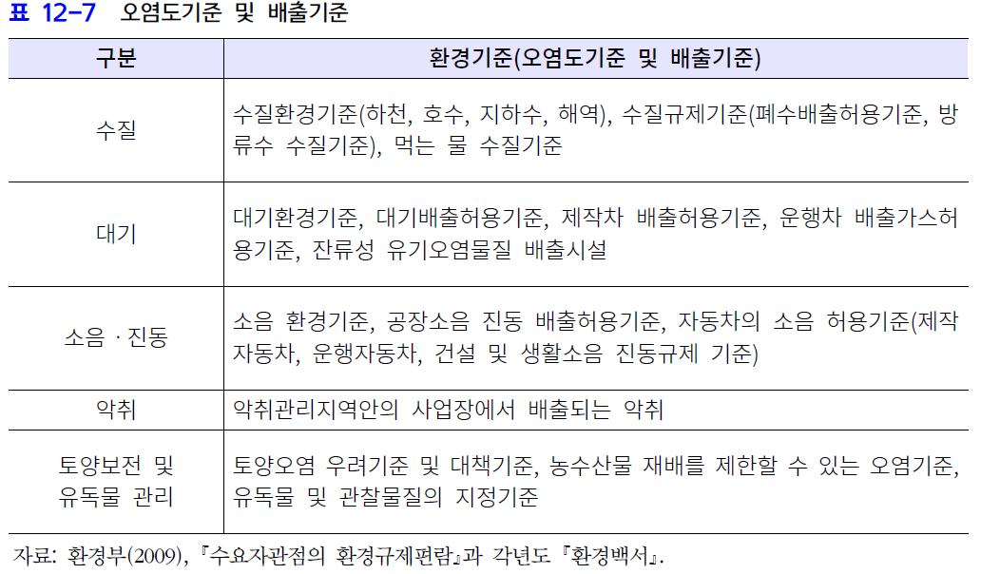 표 12-7 오염도기준 및 배출기준
구분
환경기준(오염도기준 및 배출기준)
수질
수질환경기준(하천, 호수, 지하수, 해역), 수질규제기준(폐수배출허용기준, 방
류수 수질기준), 먹는 물 수질기준
대기
대기환경기준, 대기배출허용기준, 제작차 배출허용기준, 운행차 배출가스허
용기준, 잔류성 유기오염물질 배출시설
소음 · 진동
소음 환경기준, 공장소음 진동 배출허용기준, 자동차의 소음 허용기준(제작
자동차, 운행자동차, 건설 및 생활소음 진동규제 기준)
악취
악취관리지역안의 사업장에서 배출되는 악취
토양보전 및
유독물 관리
토양오염 우려기준 및 대책기준, 농수산물 재배를 제한할 수 있는 오염기준,
유독물 및 관찰물질의 지정기준
자료: 환경부(2009), 『수요자관점의 환경규제편람』과 각년도 『환경백서』.